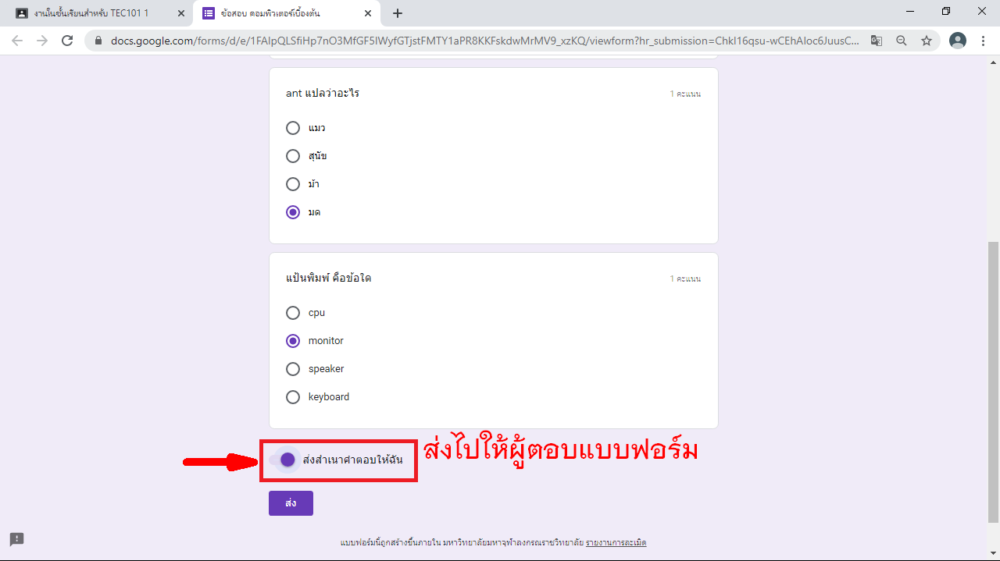 งานในชั้นเรียนสำหรับ TEC101 1
ข้อสอบ คอมพิวเตอร์เบื้องต้น
docs.google.com/forms/d/e/1FAIpQLSfiHp7nO3MfGF5IWyfGTjstFMTY1aPR8KKFskdwMrMV9_xzKQ/viewform?hr_submission=ChkI16qsu-wCEhAIoc6JuusC...
ant แปลว่าอะไร
1 คะแนน
แมว
สุนัข
ม้า
มด
แป้นพิมพ์ คือข้อใด
1 คะแนน
cpu
monitor
speaker
keyboard
ส่งสำเนาคำตอบให้ฉัน
ส่งไปให้ผู้ตอบแบบฟอร์ม
ส่ง
แบบฟอร์มนี้ถูกสร้างขึ้นภายใน มหาวิทยาลัยมหาจุฬาลงกรณราชวิทยาลัย รายงานการละเมิด